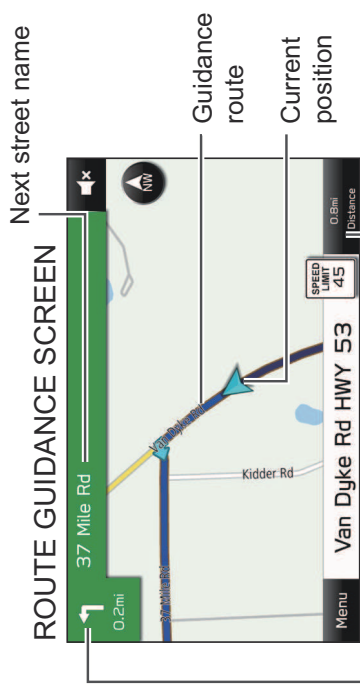 ROUTE GUIDANCE SCREEN
Next street name
37 Mile Rd
0.2mi
NW
Van Dyke Rd
37 Mile Rd
Kidder Rd
Guidance
route
Current
position
SPEED
LIMIT
45
Menu
Van Dyke Rd HWY 53
0.8mi
Distance